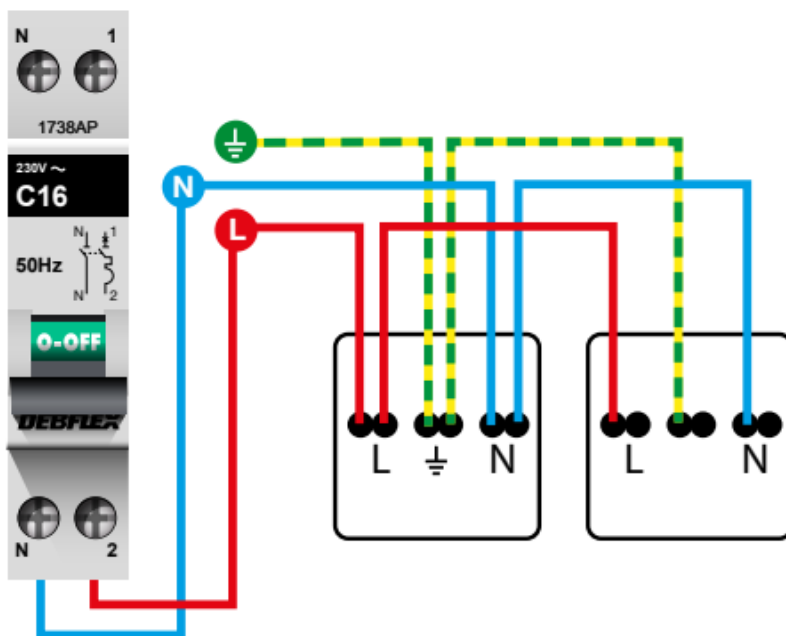 N 1
1738AP
230V ~
C16
50Hz
N 1
N 2
O-OFF
DEBFLEX
N 2
N
L
L N
L N